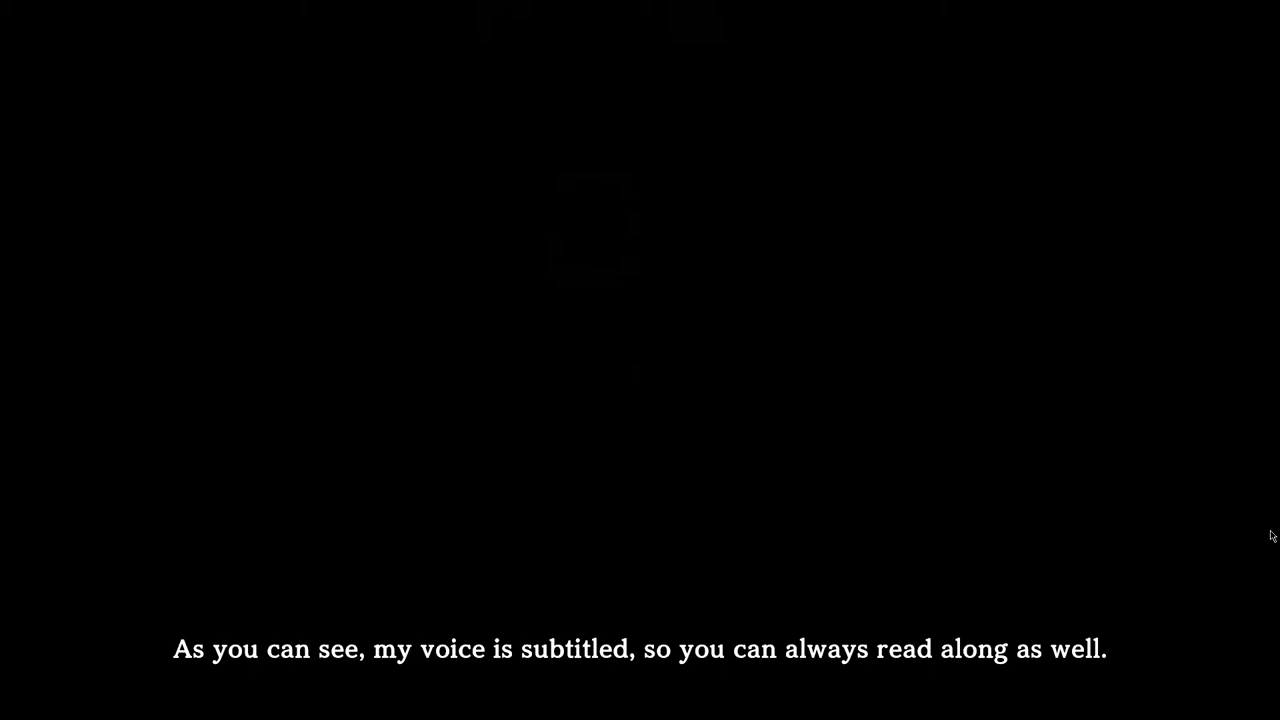 As you can see, my voice is subtitled, so you can always read along as well.